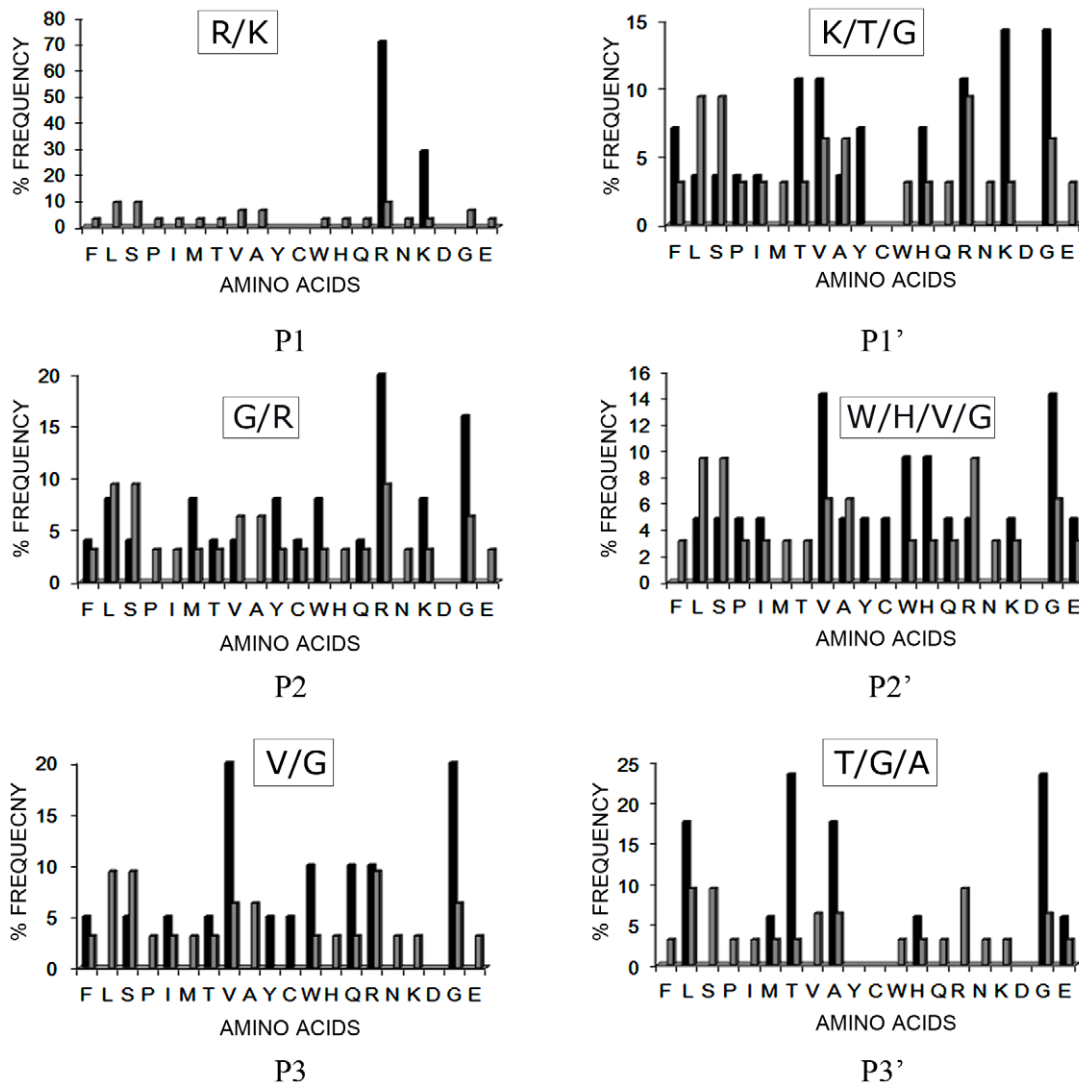 R/K
% FREQUENCY
80
70
60
50
40
30
20
10
0
F L S P I M T V A Y C W H Q R N K D G E
AMINO ACIDS
P1
K/T/G
% FREQUENCY
15
10
5
0
F L S P I M T V A Y C W H Q R N K D G E
AMINO ACIDS
P1’
G/R
% FREQUENCY
20
15
10
5
0
F L S P I M T V A Y C W H Q R N K D G E
AMINO ACIDS
P2
W/H/V/G
% FREQUENCY
16
14
12
10
8
6
4
2
0
F L S P I M T V A Y C W H Q R N K D G E
AMINO ACIDS
P2’
V/G
% FREQUECNY
20
15
10
5
0
F L S P I M T V A Y C W H Q R N K D G E
AMINO ACIDS
P3
T/G/A
% FREQUENCY
25
20
15
10
5
0
F L S P I M T V A Y C W H Q R N K D G E
AMINO ACIDS
P3’